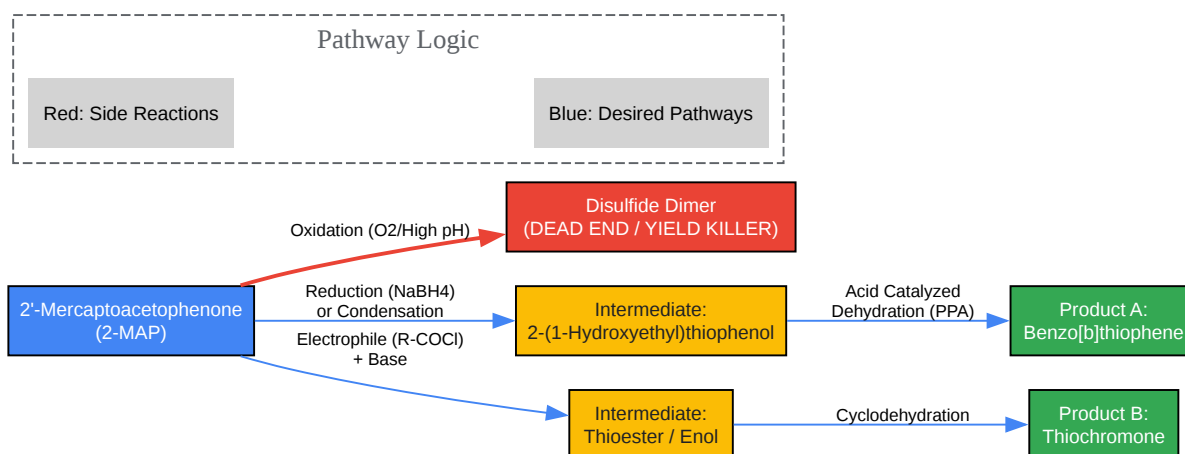 Pathway Logic
Red: Side Reactions
Blue: Desired Pathways
Disulfide Dimer
(DEAD END / YIELD KILLER)
Oxidation (O2/High pH)
2'-Mercaptoacetophenone
(2-MAP)
Reduction (NaBH4)
or Condensation
Intermediate:
2-(1-Hydroxyethyl)thiophenol
Acid Catalyzed
Dehydration (PPA)
Product A:
Benzo[b]thiophene
Electrophile (R-COCl)
+ Base
Intermediate:
Thioester / Enol
Cyclodehydration
Product B:
Thiochromone